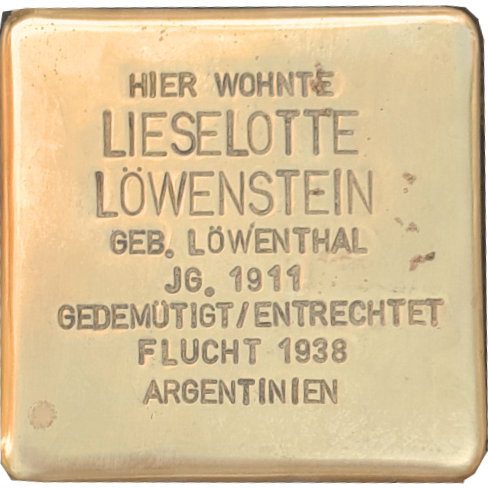 HIER WOHNTE
LIESELOTTE
LÖWENSTEIN
GEB. LÖWENTHAL
JG. 1911
GEDEMÜTIGT/ENTRECHTET
FLUCHT 1938
ARGENTINIEN